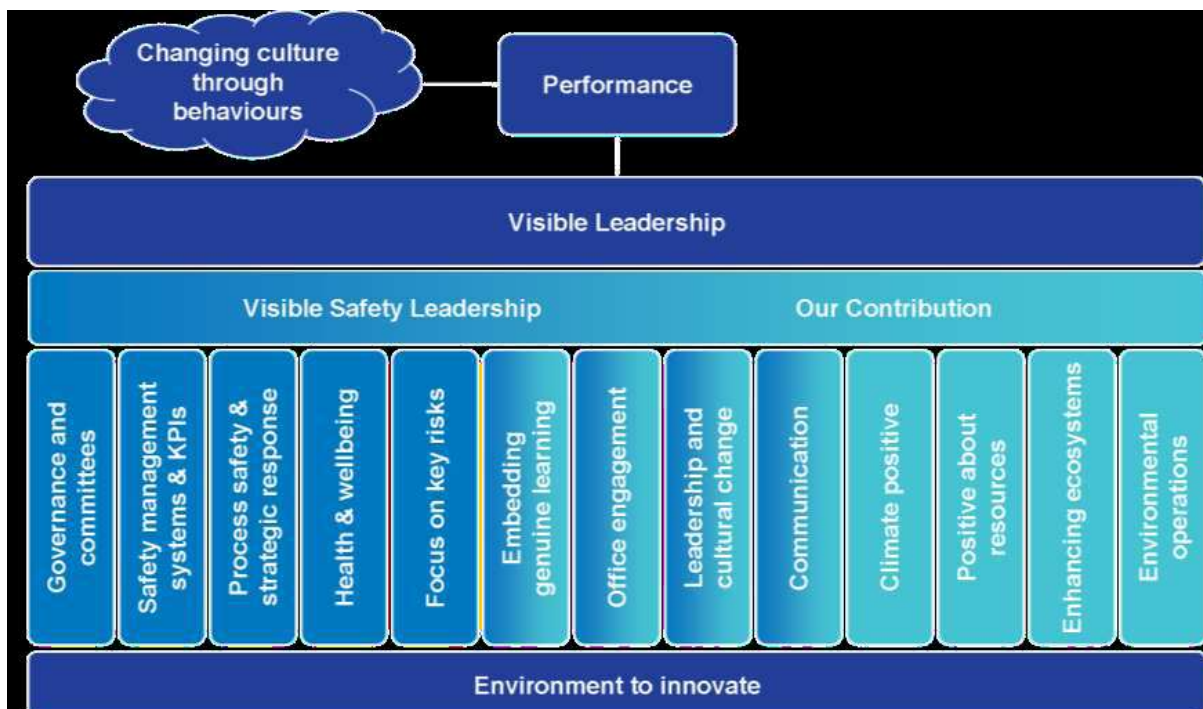 Changing culture
through
behaviours
Performance
Visible Leadership
Visible Safety Leadership
Our Contribution
Governance and
committees
Safety management
systems & KPIs
Process safety &
strategic response
Health & wellbeing
Focus on key risks
Embedding
genuine learning
Office engagement
Leadership and
cultural change
Communication
Climate positive
Positive about
resources
Enhancing ecosystems
Environmental
operations
Environment to innovate